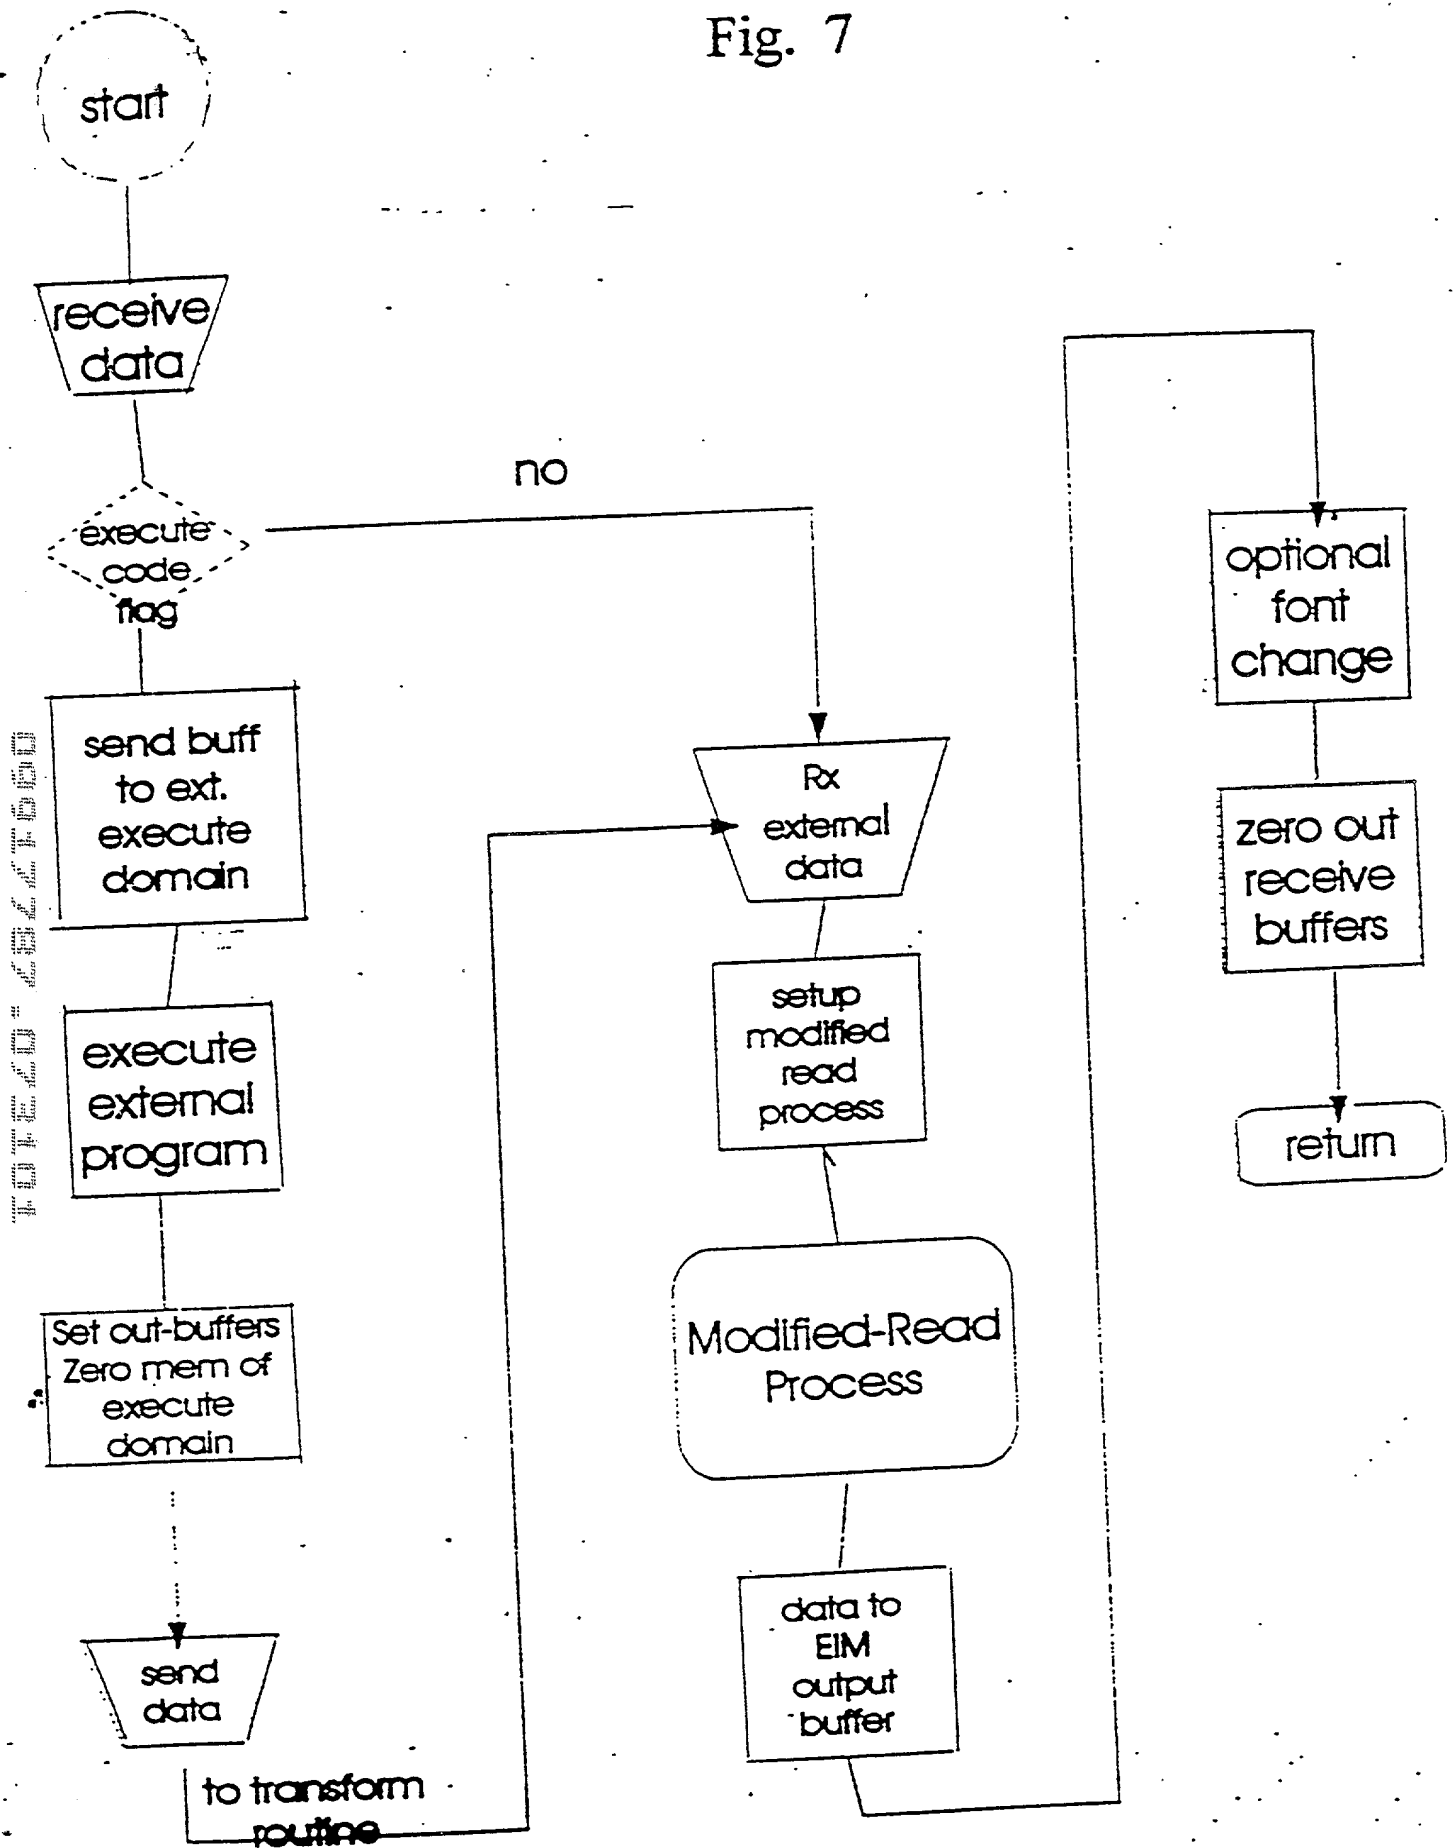 Fig. 7
start
receive
data
execute
code
flag
no
send buff
to ext.
execute
domain
execute
external
program
Set out-buffers
Zero mem of
execute
domain
send
data
to transform
routine
Rx
external
data
setup
modified
read
process
Modified-Read
Process
data to
EIM
output
buffer
optional
font
change
zero out
receive
buffers
return